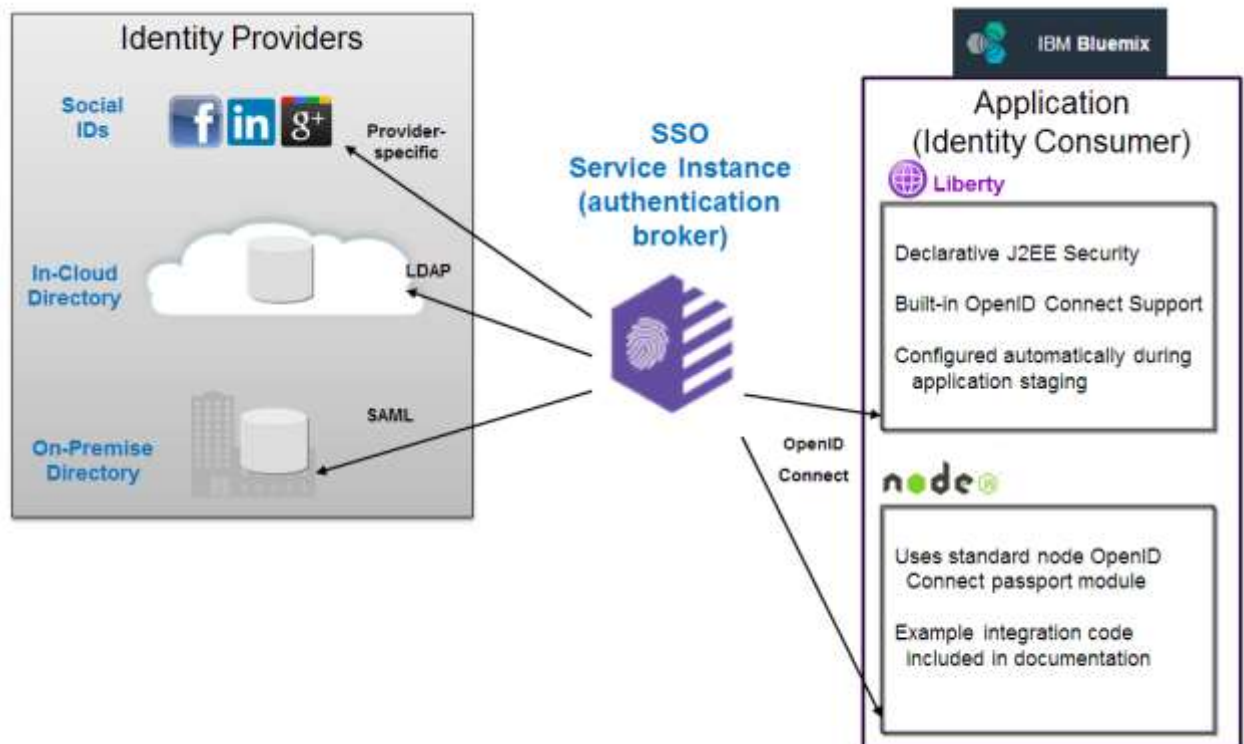 Identity Providers
Social
IDs
f
in
g+
Provider-
specific
In-Cloud
Directory
LDAP
On-Premise
Directory
SAML
SSO
Service Instance
(authentication
broker)
OpenID
Connect
IBM Bluemix
Application
(Identity Consumer)
Liberty
Declarative J2EE Security
Built-in OpenID Connect Support
Configured automatically during
application staging
node
Uses standard node OpenID
Connect passport module
Example integration code
included in documentation